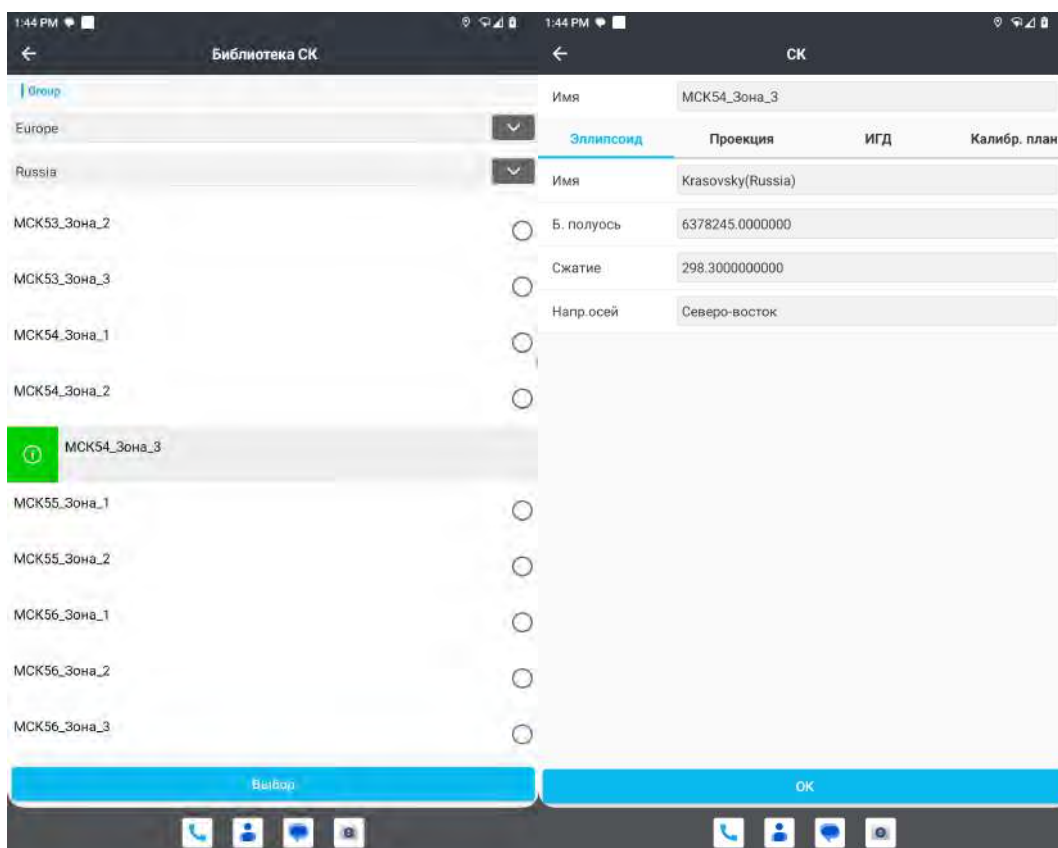 1:44 PM
Библиотека СК
Group
Europe
Russia
МСК53_Зона_2
МСК53_Зона_3
МСК54_Зона_1
МСК54_Зона_2
МСК54_Зона_3
МСК55_Зона_1
МСК55_Зона_2
МСК56_Зона_1
МСК56_Зона_2
МСК56_Зона_3
Выбор
1:44 PM
СК
Имя МСК54_Зона_3
Эллипсоид Проекция ИГД Калибр. план
Имя Krasovsky(Russia)
Б. полуось 6378245.0000000
Сжатие 298.3000000000
Напр.осей Северо-восток
OK